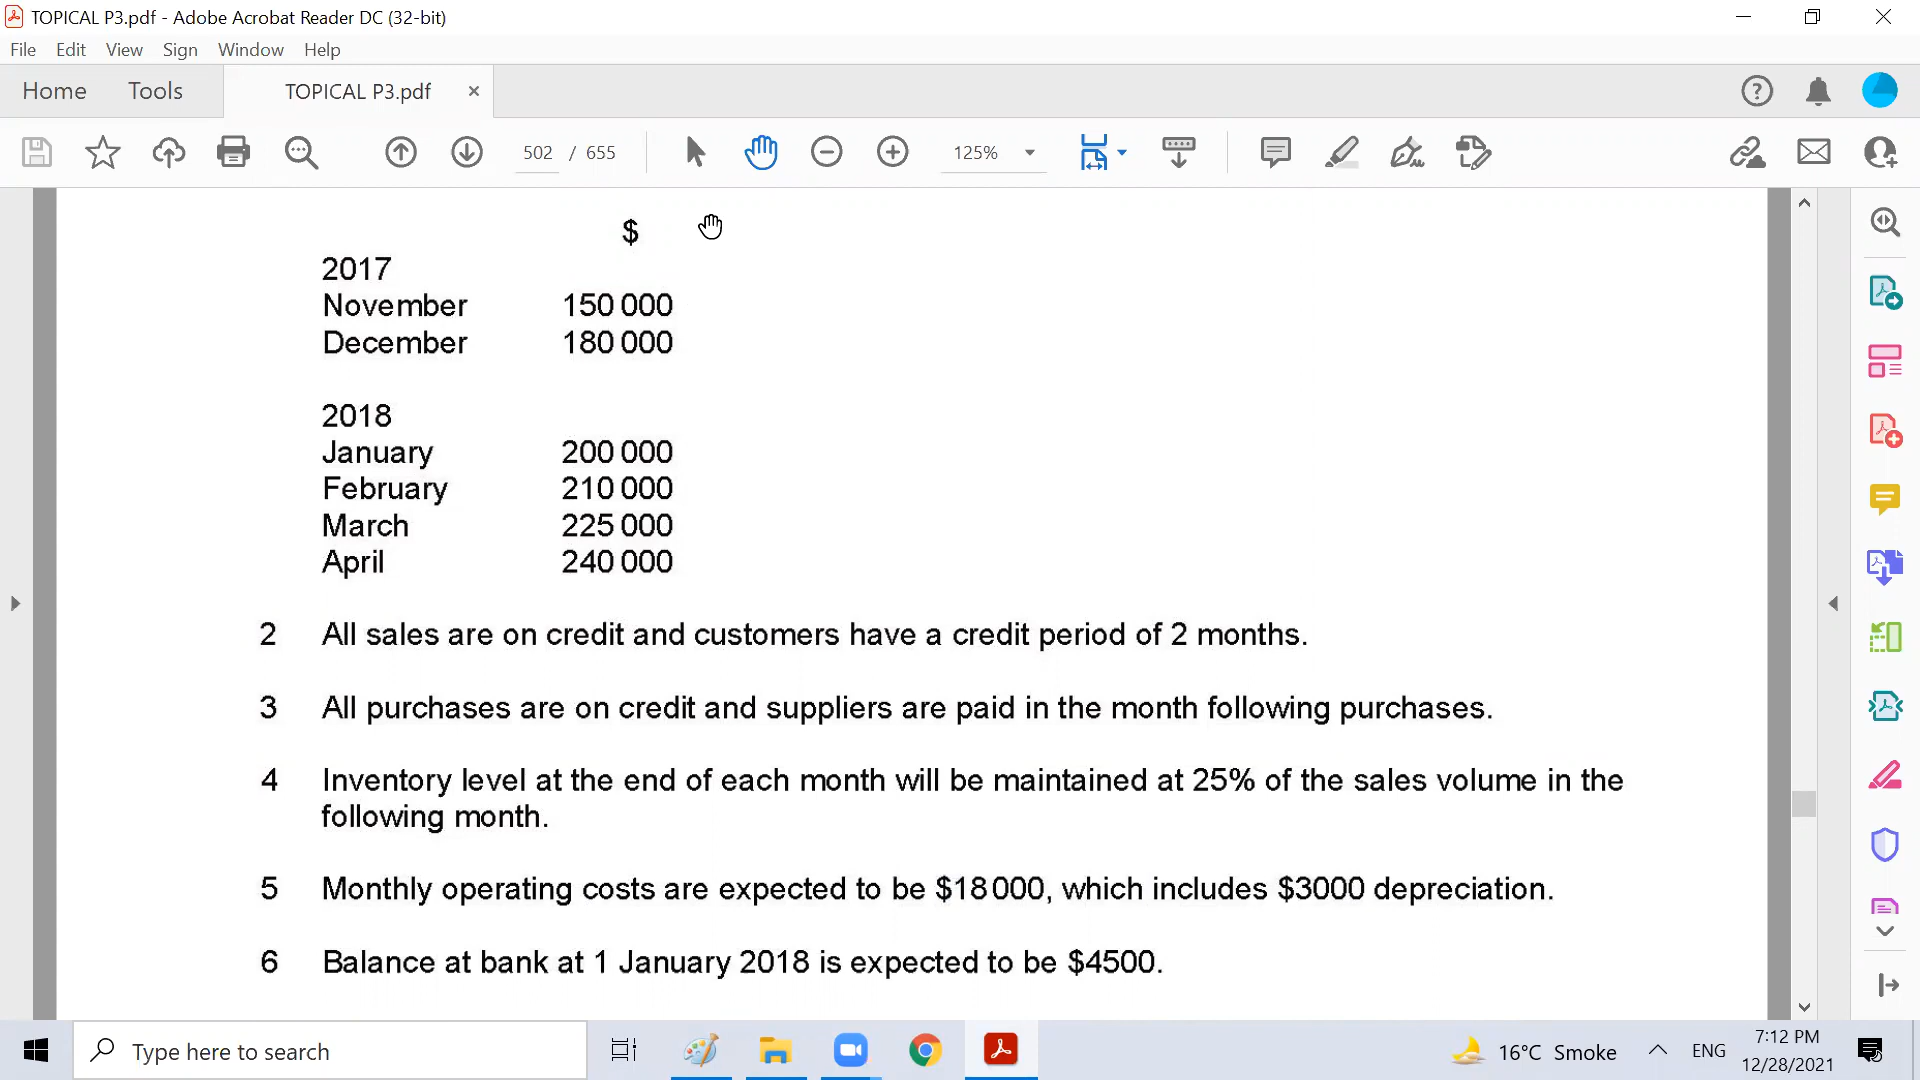 TOPICAL P3.pdf - Adobe Acrobat Reader DC (32-bit)
File Edit View Sign Window Help
Home Tools TOPICAL P3.pdf
502 / 655 125%
$
2017
November 150 000
December 180 000
2018
January 200 000
February 210 000
March 225 000
April 240 000
2 All sales are on credit and customers have a credit period of 2 months.
3 All purchases are on credit and suppliers are paid in the month following purchases.
4 Inventory level at the end of each month will be maintained at 25% of the sales volume in the
following month.
5 Monthly operating costs are expected to be $18 000, which includes $3000 depreciation.
6 Balance at bank at 1 January 2018 is expected to be $4500.
Type here to search
16°C Smoke ENG
7:12 PM
12/28/2021